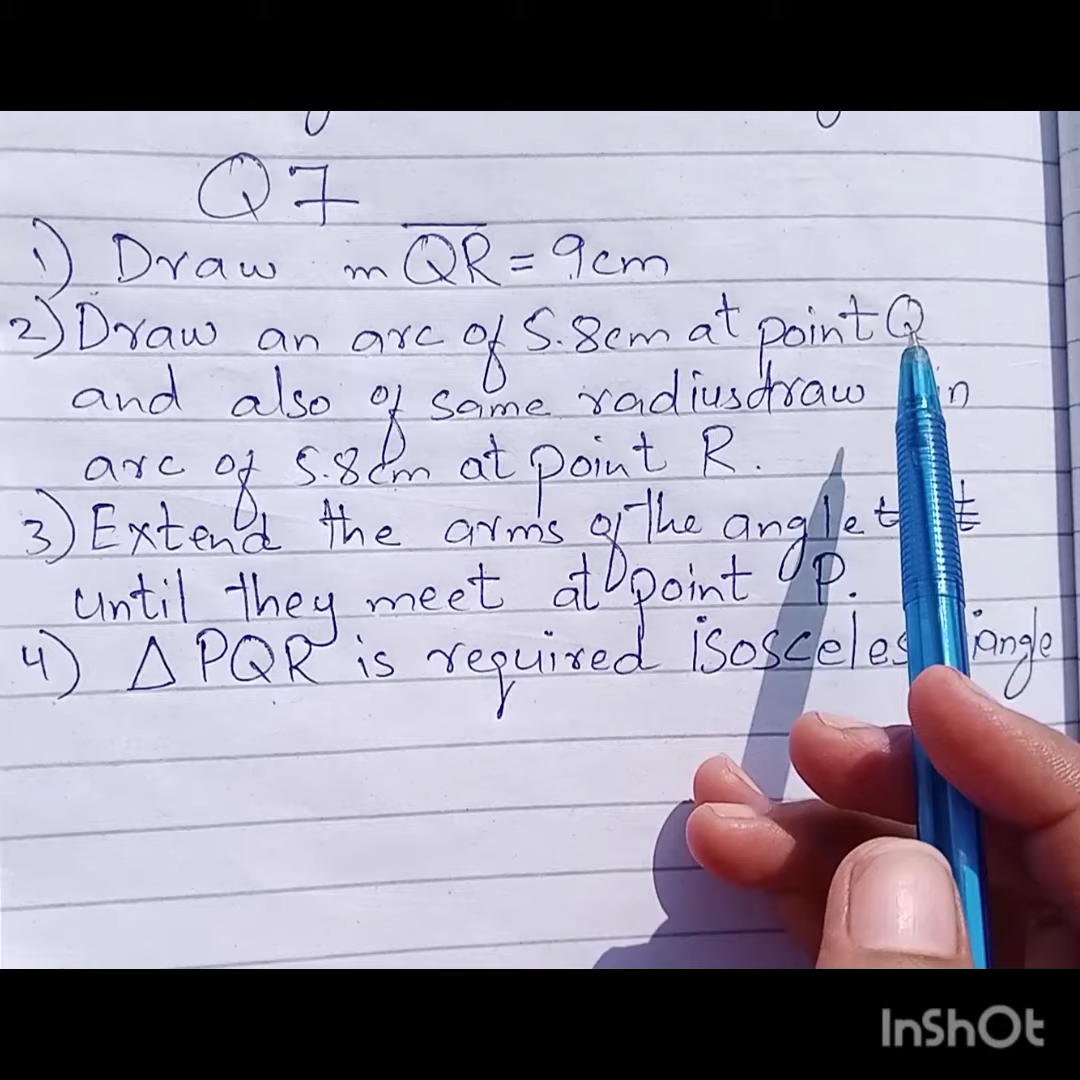 Q7
1) Draw m QR = 9cm
2) Draw an arc of 5.8cm at point Q
and also of same radius draw
arc of 5.8cm at point R.
3) Extend the arms of the angle
until they meet at point P.
4) Δ PQR is required isosceles
InShOt